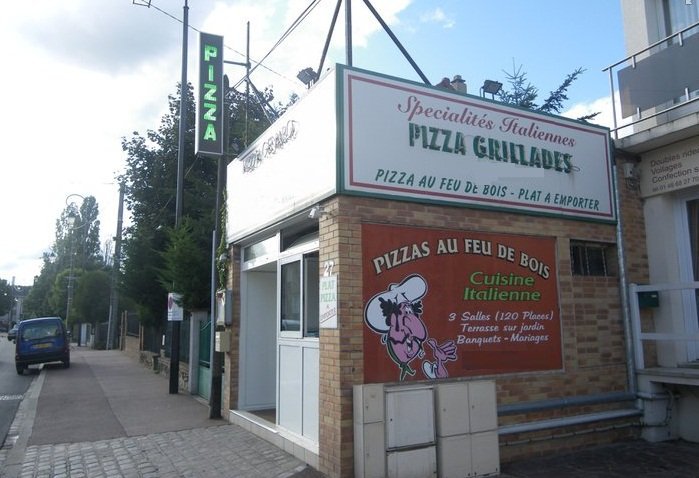 PIZZA
Specialités Italiennes
PIZZA GRILLADES
PIZZA AU FEU DE BOIS - PLAT A EMPORTER
PIZZAS AU FEU DE BOIS
Cuisine
Italienne
3 Salles (120 Places)
Terrasse sur jardin
Banquets - Mariages
27
PLAT
PIZZA
Voilages